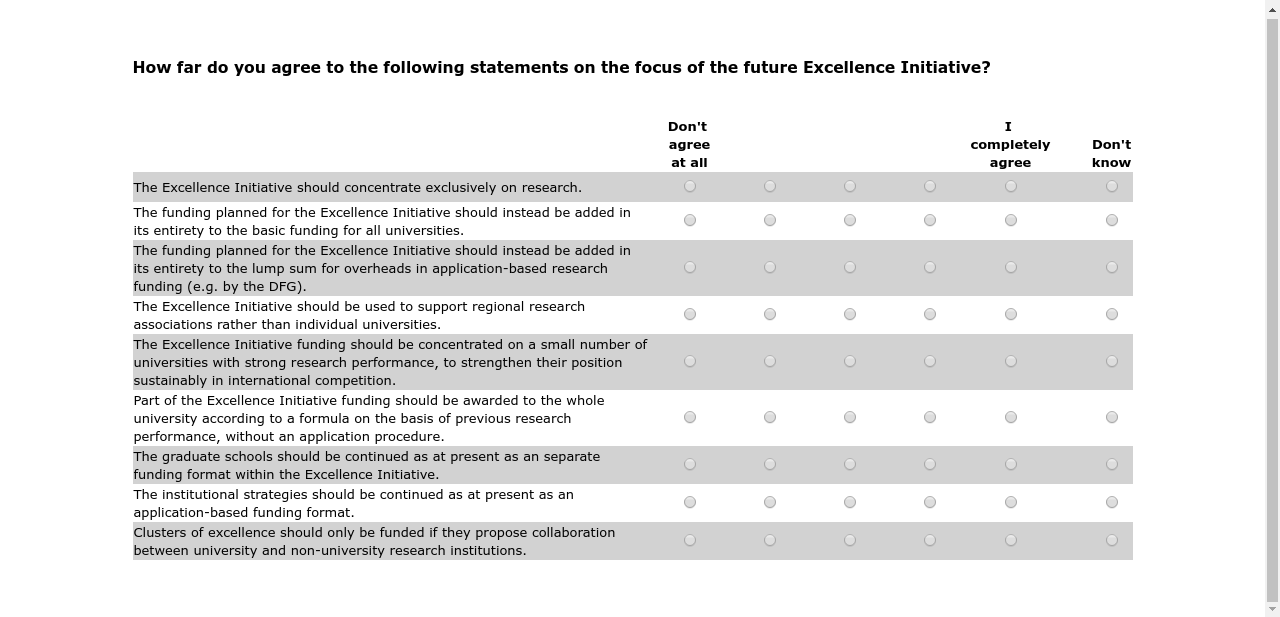 How far do you agree to the following statements on the focus of the future Excellence Initiative?
Don't agree at all
I completely agree
Don't know
The Excellence Initiative should concentrate exclusively on research.
The funding planned for the Excellence Initiative should instead be added in
its entirety to the basic funding for all universities.
The funding planned for the Excellence Initiative should instead be added in
its entirety to the lump sum for overheads in application-based research
funding (e.g. by the DFG).
The Excellence Initiative should be used to support regional research
associations rather than individual universities.
The Excellence Initiative funding should be concentrated on a small number of
universities with strong research performance, to strengthen their position
sustainably in international competition.
Part of the Excellence Initiative funding should be awarded to the whole
university according to a formula on the basis of previous research
performance, without an application procedure.
The graduate schools should be continued as at present as an separate
funding format within the Excellence Initiative.
The institutional strategies should be continued as at present as an
application-based funding format.
Clusters of excellence should only be funded if they propose collaboration
between university and non-university research institutions.